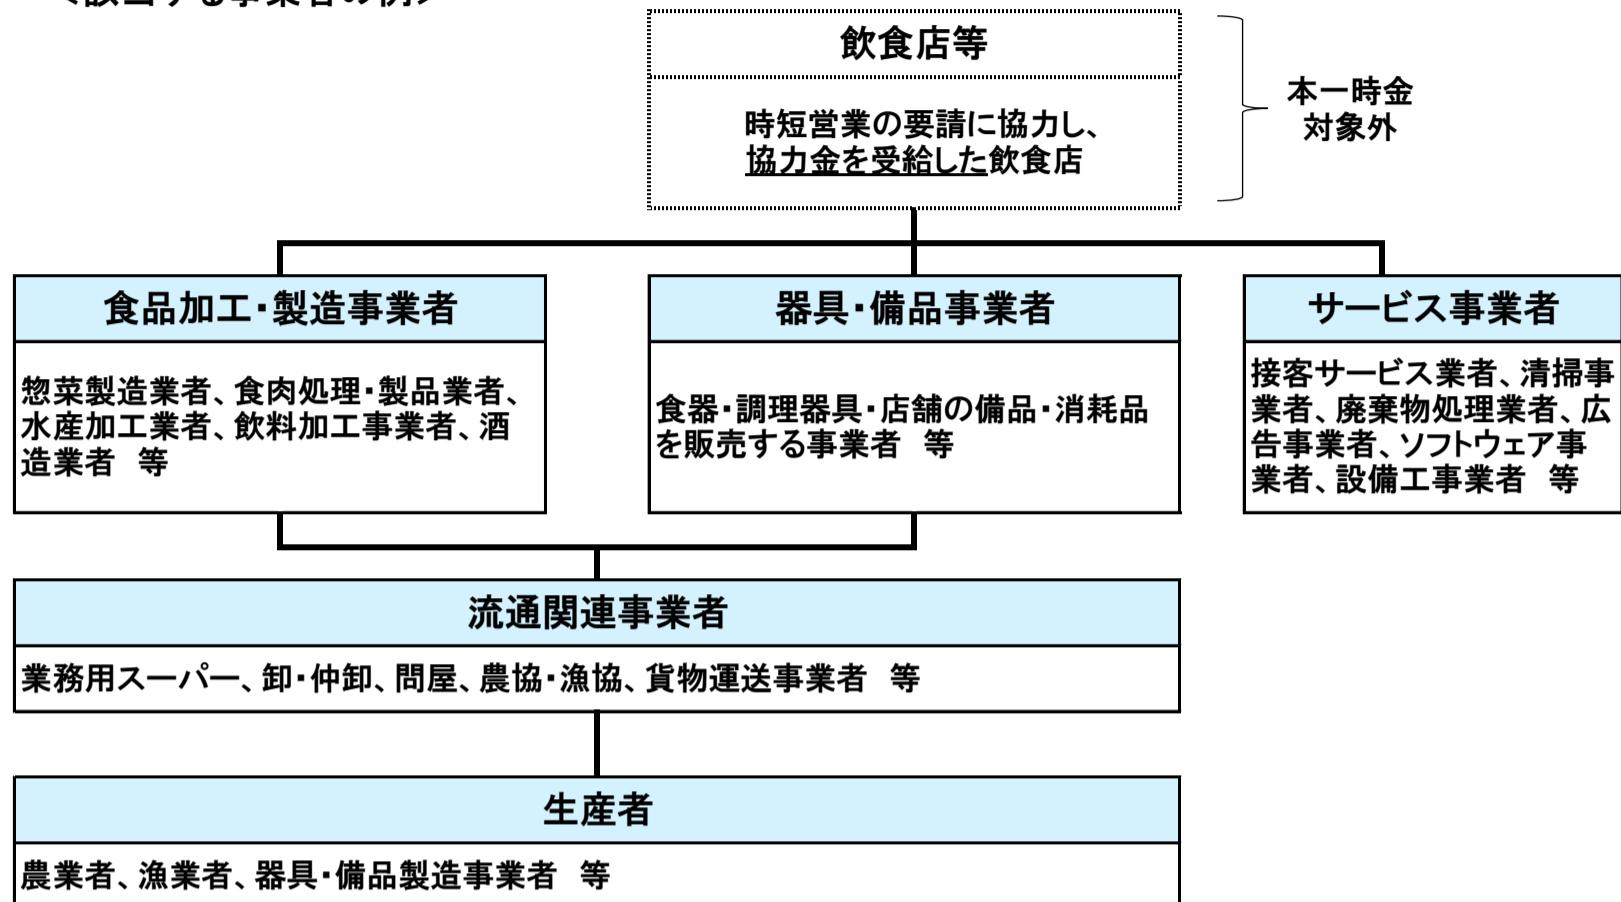 <該当する事業者の例>
飲食店等
時短営業の要請に協力し、
協力金を受給した飲食店
本一時金
対象外
食品加工・製造事業者
惣菜製造業者、食肉処理・製品業者、
水産加工業者、飲料加工事業者、酒
造業者 等
器具・備品事業者
食器・調理器具・店舗の備品・消耗品
を販売する事業者 等
サービス事業者
接客サービス業者、清掃事
業者、廃棄物処理業者、広
告事業者、ソフトウェア事
業者、設備工事業者 等
流通関連事業者
業務用スーパー、卸・仲卸、問屋、農協・漁協、貨物運送事業者 等
生産者
農業者、漁業者、器具・備品製造事業者 等